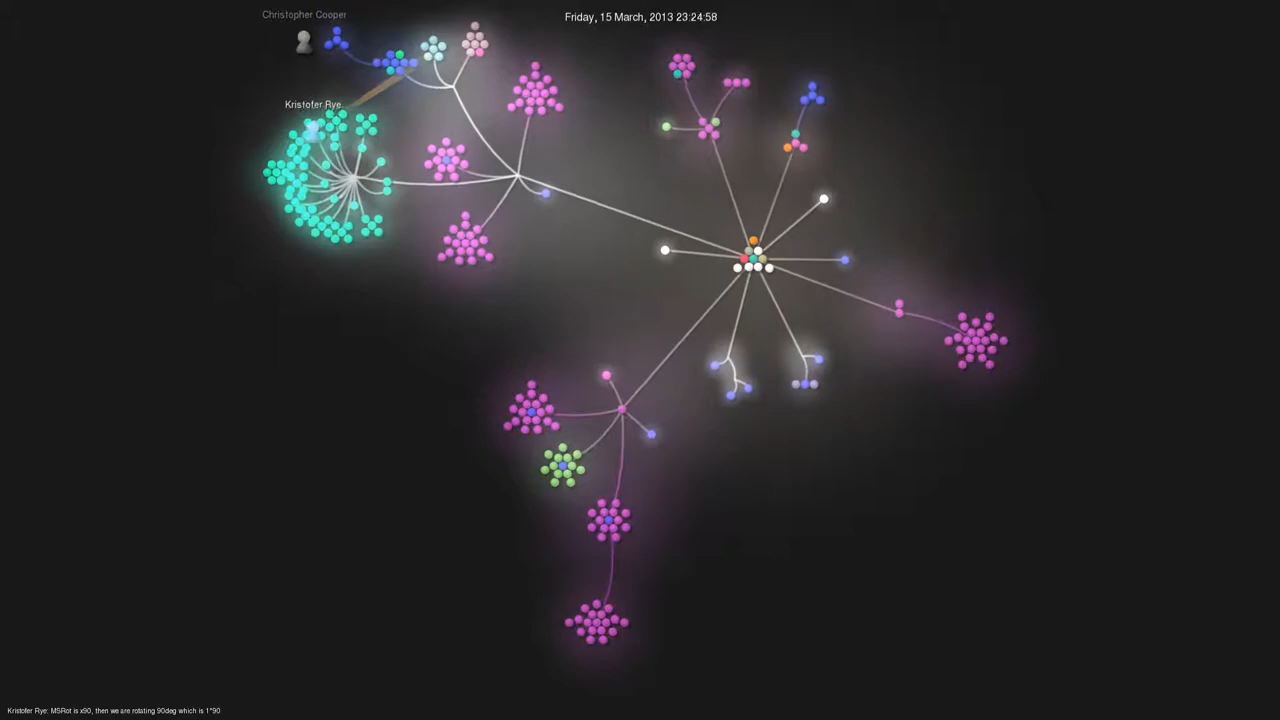 Christopher Cooper
Friday, 15 March, 2013 23:24:58
Kristofer Rye
Kristofer Rye: MSRot is x90, then we are rotating 90deg which is 1*90